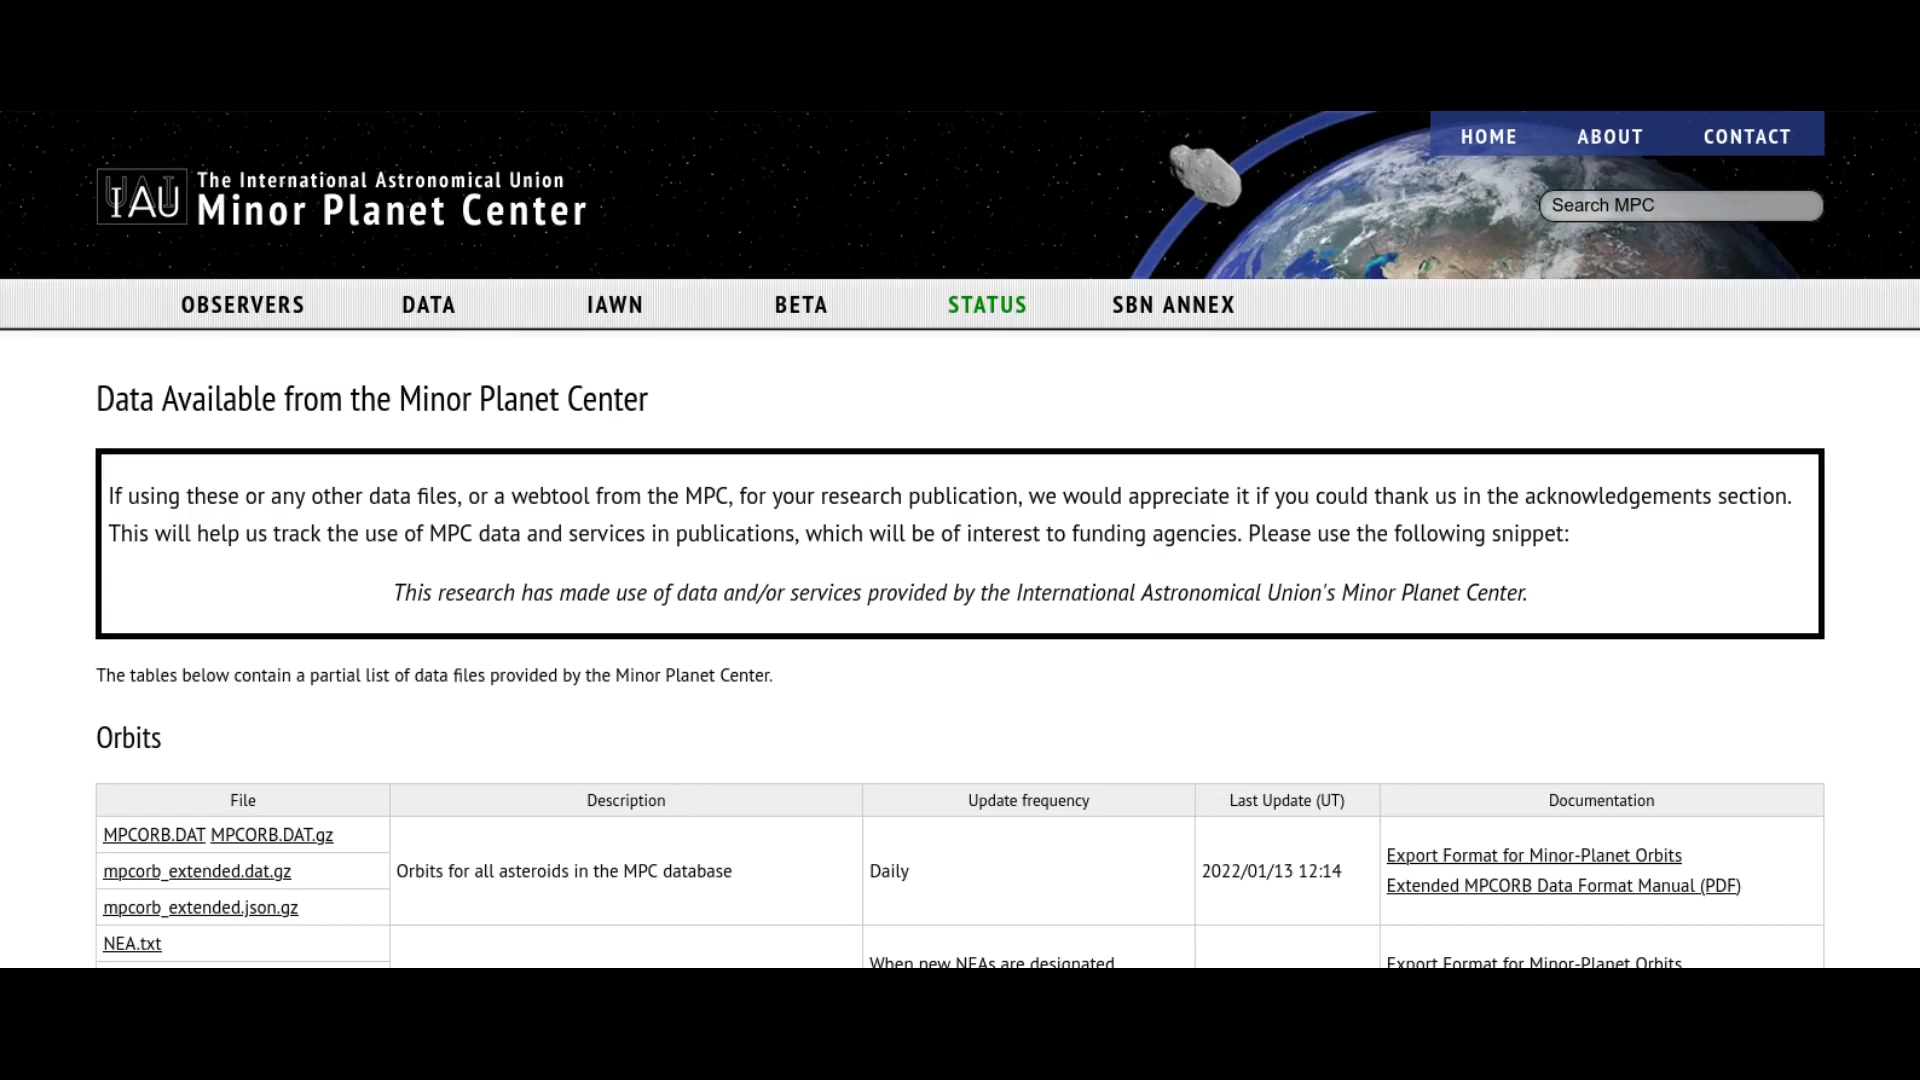 HOME ABOUT CONTACT
IAU
The International Astronomical Union
Minor Planet Center
Search MPC
OBSERVERS DATA IAWN BETA STATUS SBN ANNEX
Data Available from the Minor Planet Center
If using these or any other data files, or a webtool from the MPC, for your research publication, we would appreciate it if you could thank us in the acknowledgements section.
This will help us track the use of MPC data and services in publications, which will be of interest to funding agencies. Please use the following snippet:
This research has made use of data and/or services provided by the International Astronomical Union's Minor Planet Center.
The tables below contain a partial list of data files provided by the Minor Planet Center.
Orbits
File Description Update frequency Last Update (UT) Documentation
MPCORB.DAT MPCORB.DAT.gz
mpcorb_extended.dat.gz
mpcorb_extended.json.gz
Orbits for all asteroids in the MPC database
Daily
2022/01/13 12:14
Export Format for Minor-Planet Orbits
Extended MPCORB Data Format Manual (PDF)
NEA.txt
When new NEAs are designated
Export Format for Minor-Planet Orbits